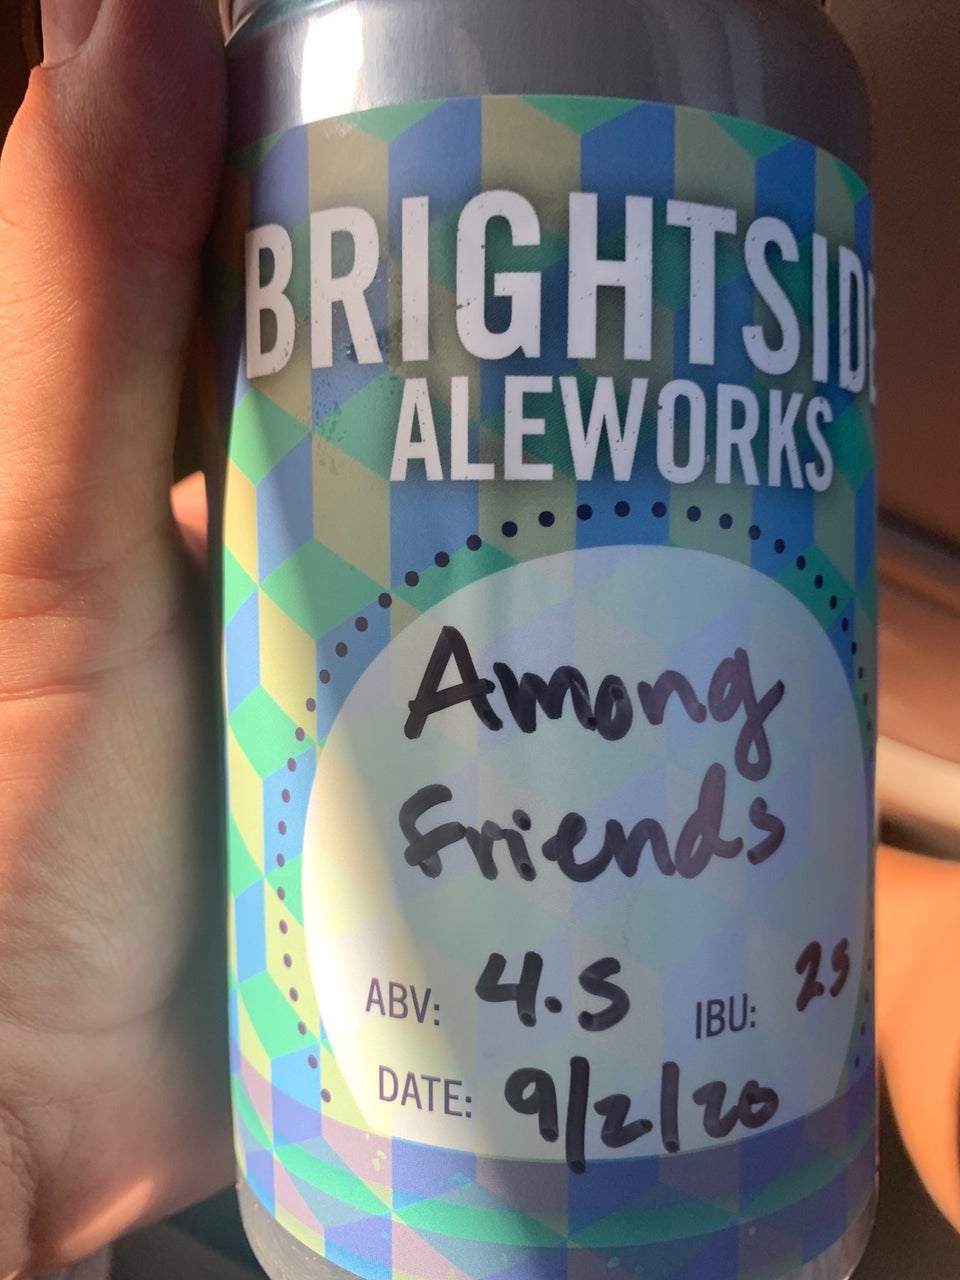 BRIGHTSIDE
ALEWORKS
Among
Friends
ABV: 4.5 IBU: 25
DATE: 9/2/20